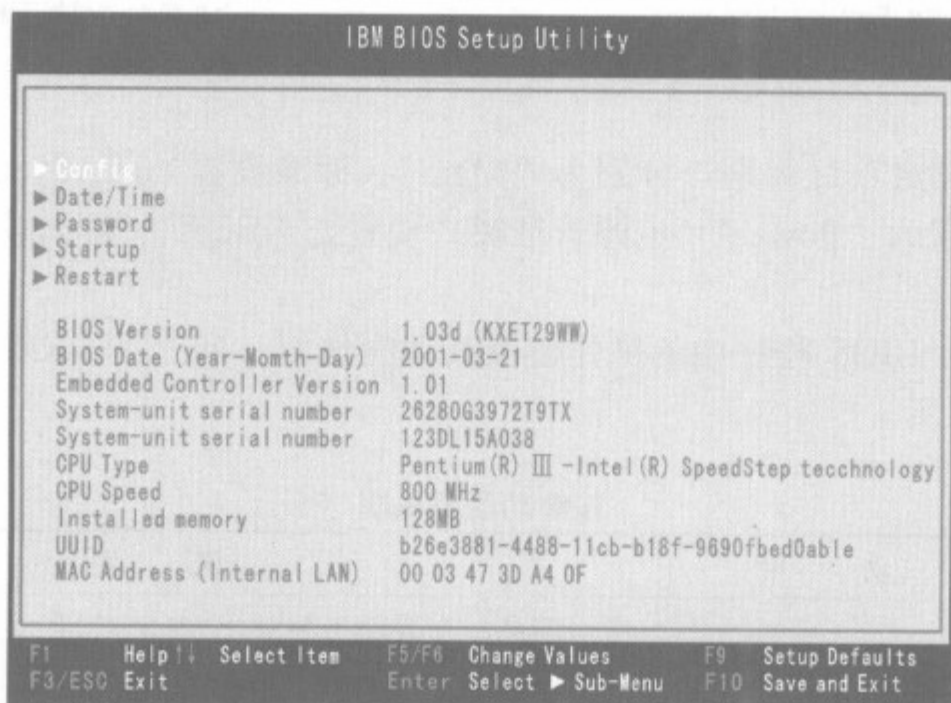 IBM BIOS Setup Utility
▶ Config
▶ Date/Time
▶ Password
▶ Startup
▶ Restart
BIOS Version 1.03d (KXET29WW)
BIOS Date (Year-Momth-Day) 2001-03-21
Embedded Controller Version 1.01
System-unit serial number 26280G3972T9TX
System-unit serial number 123DL15A038
CPU Type Pentium(R) Ⅲ -Intel(R) SpeedStep tecchnology
CPU Speed 800 MHz
Installed memory 128MB
UUID b26e3881-4488-11cb-b18f-9690fbed0able
MAC Address (Internal LAN) 00 03 47 3D A4 0F
F1 Help ↑↓ Select Item F5/F6 Change Values F9 Setup Defaults
F3/ESC Exit Enter Select ▶ Sub-Menu F10 Save and Exit